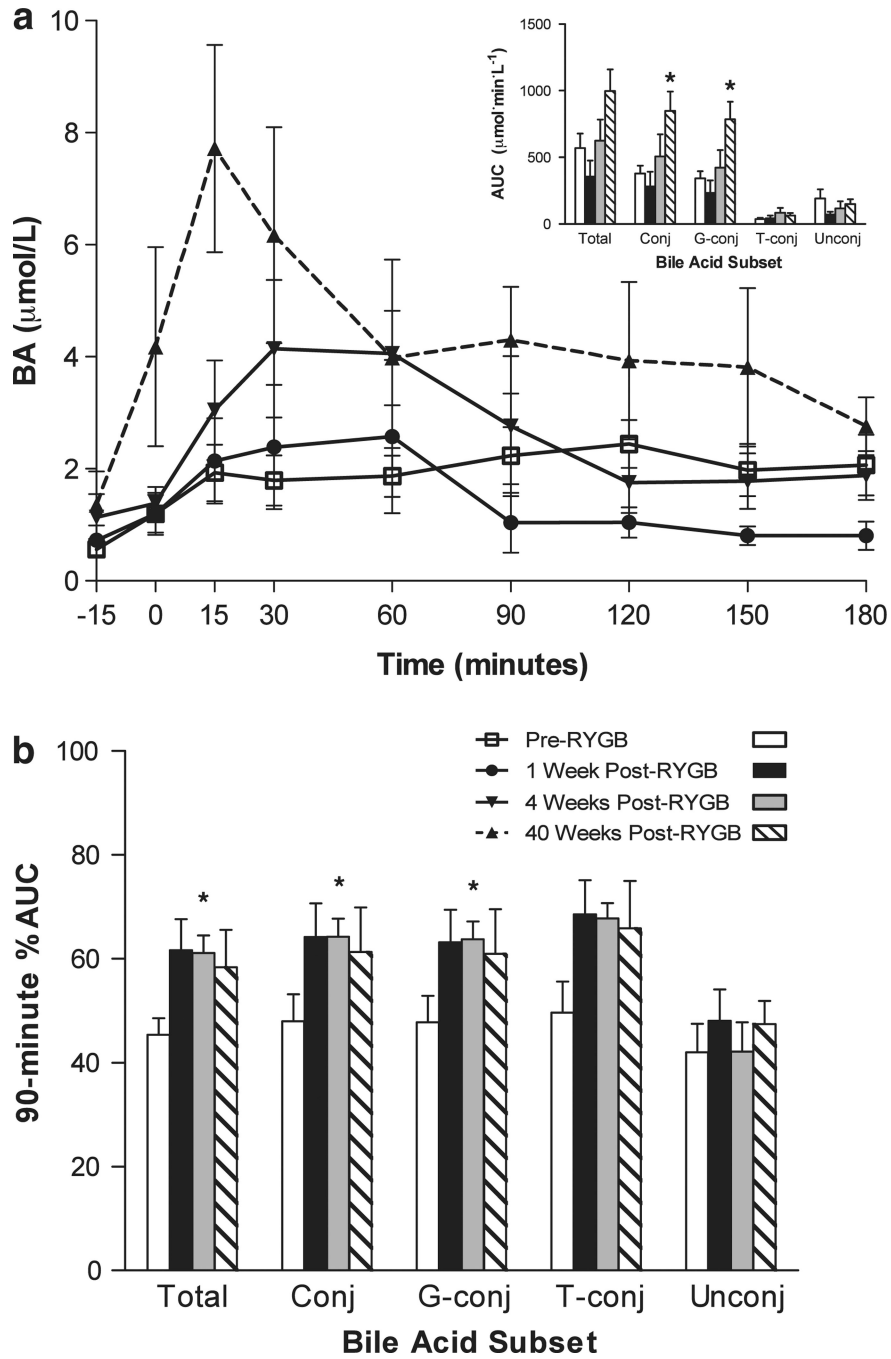 a
10
8
6
4
2
0
BA (μmol/L)
-15 0 15 30 60 90 120 150 180
Time (minutes)
1500
1000
500
0
AUC (μmol·min·L⁻¹)
* *
Total Conj G-conj T-conj Unconj
Bile Acid Subset
b
100
80
60
40
20
0
90-minute % AUC
Pre-RYGB
1 Week Post-RYGB
4 Weeks Post-RYGB
40 Weeks Post-RYGB
* * *
Total Conj G-conj T-conj Unconj
Bile Acid Subset